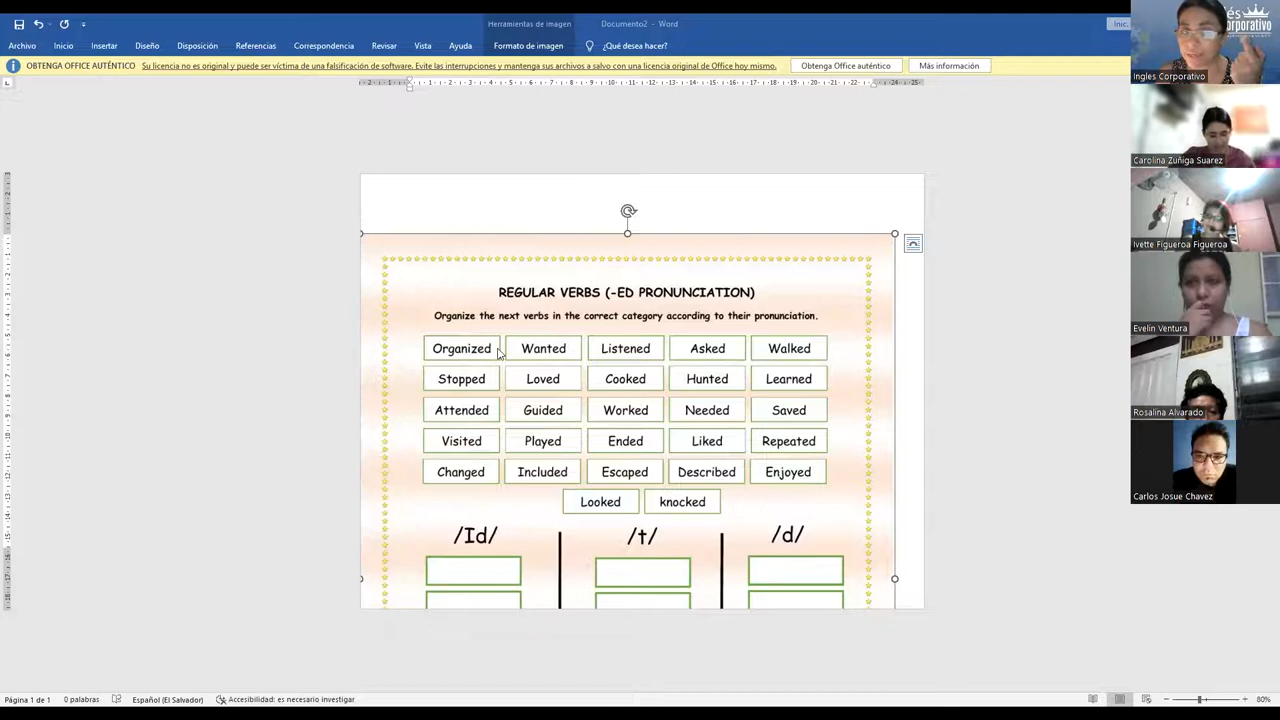 Herramientas de imagen
Documento2 - Word
Inic.
Archivo Inicio Insertar Diseño Disposición Referencias Correspondencia Revisar Vista Ayuda Formato de imagen ¿Qué desea hacer?
OBTENGA OFFICE AUTÉNTICO Su licencia no es original y puede ser víctima de una falsificación de software. Evite las interrupciones y mantenga sus archivos a salvo con una licencia original de Office hoy mismo. Obtenga Office auténtico Más información
REGULAR VERBS (-ED PRONUNCIATION)
Organize the next verbs in the correct category according to their pronunciation.
Organized Wanted Listened Asked Walked
Stopped Loved Cooked Hunted Learned
Attended Guided Worked Needed Saved
Visited Played Ended Liked Repeated
Changed Included Escaped Described Enjoyed
Looked knocked
/Id/ /t/ /d/
Página 1 de 1 0 palabras Español (El Salvador) Accesibilidad: es necesario investigar 80%
Ingles Corporativo
Carolina Zuñiga Suarez
Ivette Figueroa Figueroa
Evelin Ventura
Rosalina Alvarado
Carlos Josue Chavez